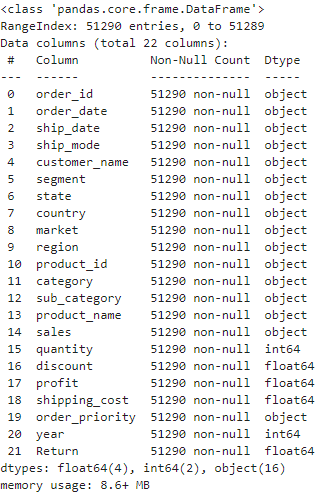 <class 'pandas.core.frame.DataFrame'>
RangeIndex: 51290 entries, 0 to 51289
Data columns (total 22 columns):
 #   Column          Non-Null Count  Dtype
---  ------          --------------  -----
 0   order_id        51290 non-null  object
 1   order_date      51290 non-null  object
 2   ship_date       51290 non-null  object
 3   ship_mode       51290 non-null  object
 4   customer_name   51290 non-null  object
 5   segment         51290 non-null  object
 6   state           51290 non-null  object
 7   country         51290 non-null  object
 8   market          51290 non-null  object
 9   region          51290 non-null  object
 10  product_id      51290 non-null  object
 11  category        51290 non-null  object
 12  sub_category    51290 non-null  object
 13  product_name    51290 non-null  object
 14  sales           51290 non-null  object
 15  quantity        51290 non-null  int64
 16  discount        51290 non-null  float64
 17  profit          51290 non-null  float64
 18  shipping_cost   51290 non-null  float64
 19  order_priority  51290 non-null  object
 20  year            51290 non-null  int64
 21  Return          51290 non-null  float64
dtypes: float64(4), int64(2), object(16)
memory usage: 8.6+ MB